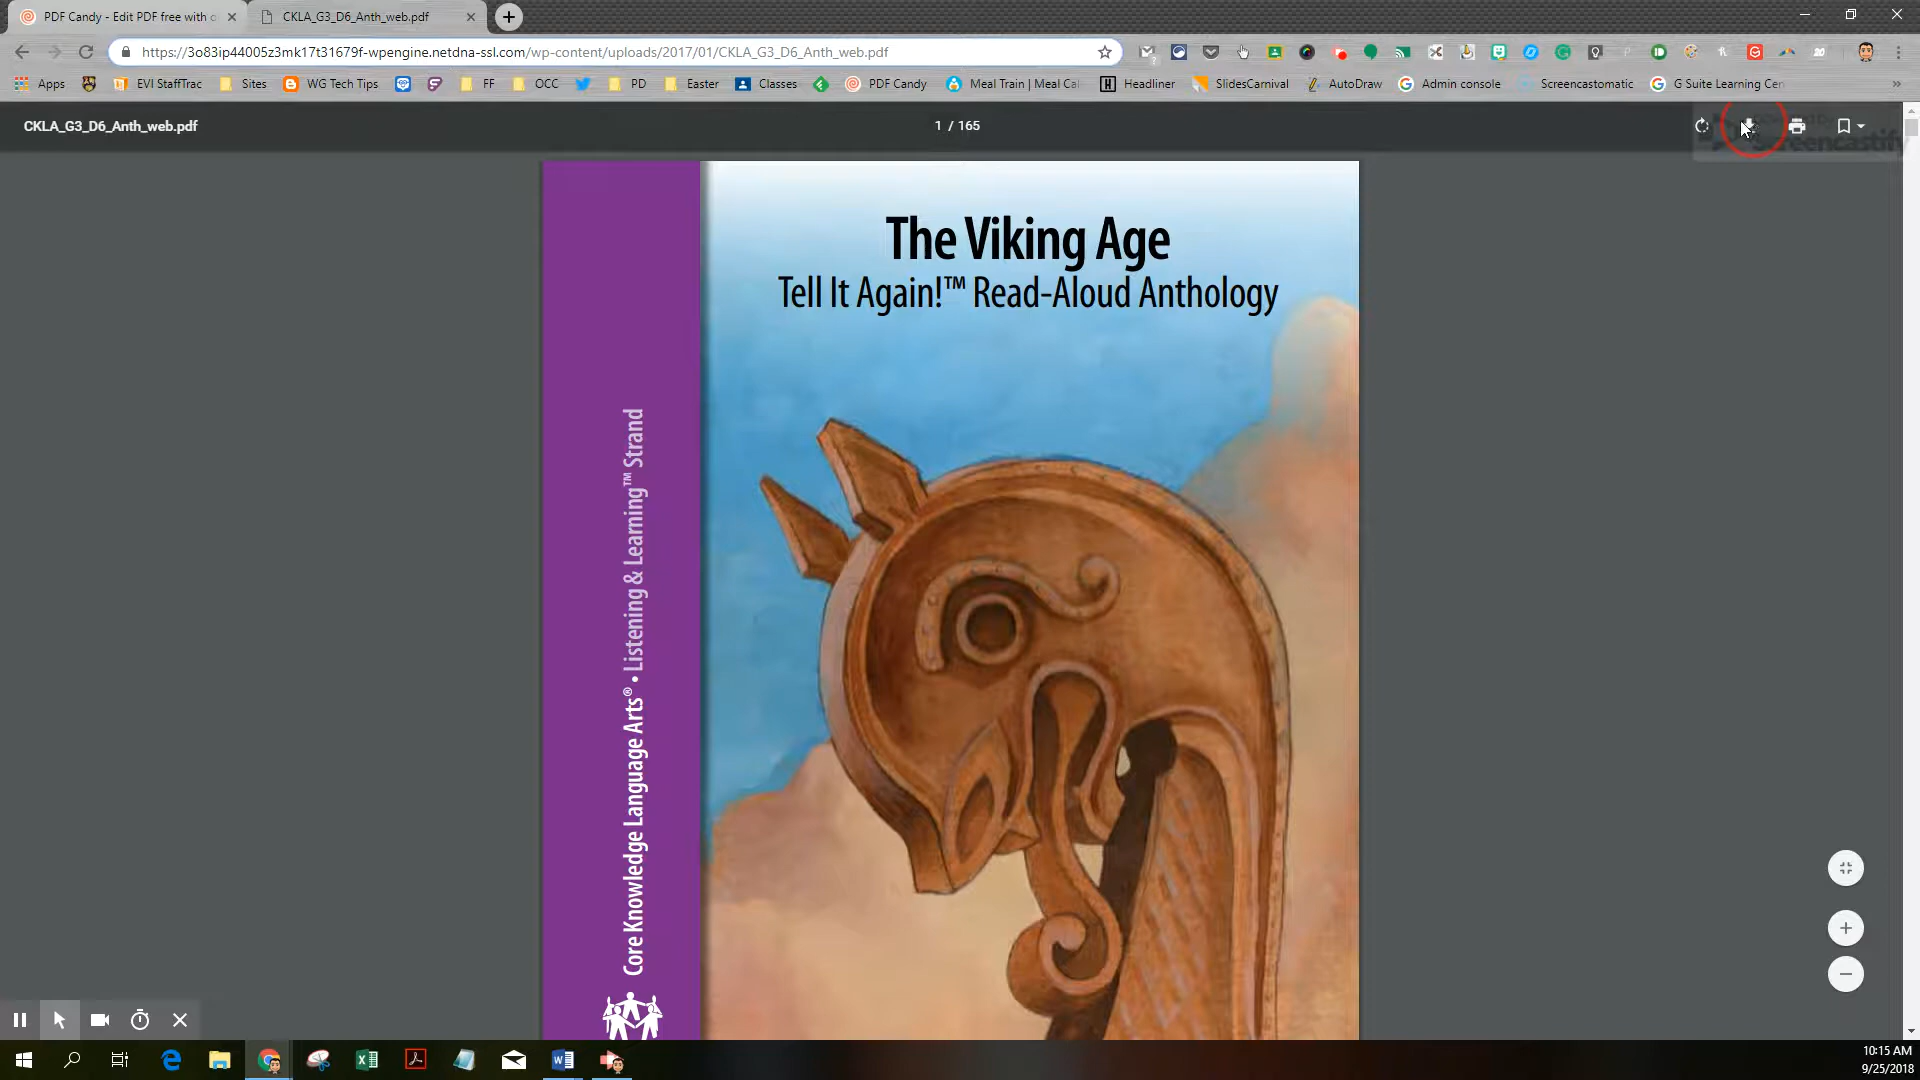 PDF Candy - Edit PDF free with
CKLA_G3_D6_Anth_web.pdf
https://3o83ip44005z3mk17t31679f-wpengine.netdna-ssl.com/wp-content/uploads/2017/01/CKLA_G3_D6_Anth_web.pdf
Apps
EVI StaffTrac
Sites
WG Tech Tips
FF
OCC
PD
Easter
Classes
PDF Candy
Meal Train | Meal Cal
Headliner
SlidesCarnival
AutoDraw
Admin console
Screencastomatic
G Suite Learning Cen
»
CKLA_G3_D6_Anth_web.pdf
1 / 165
Screencastify
The Viking Age
Tell It Again!™ Read-Aloud Anthology
Core Knowledge Language Arts® • Listening & Learning™ Strand
10:15 AM
9/25/2018